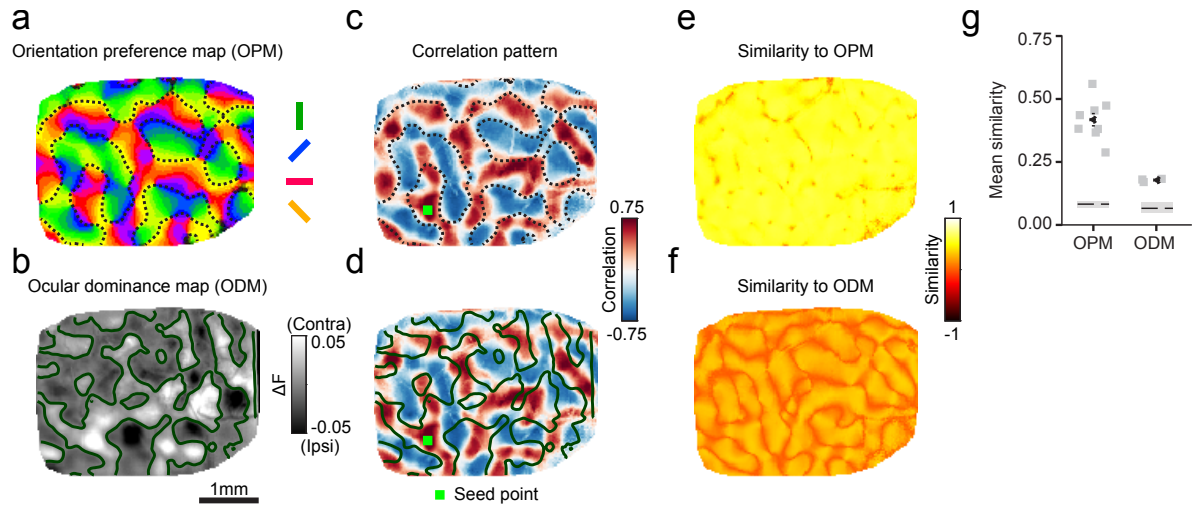 a
Orientation preference map (OPM)
b
Ocular dominance map (ODM)
(Contra)
0.05
ΔF
-0.05
(Ipsi)
1mm
c
Correlation pattern
0.75
Correlation
-0.75
d
Seed point
e
Similarity to OPM
1
Similarity
-1
f
Similarity to ODM
g
Mean similarity
0.75
0.50
0.25
0.00
OPM ODM